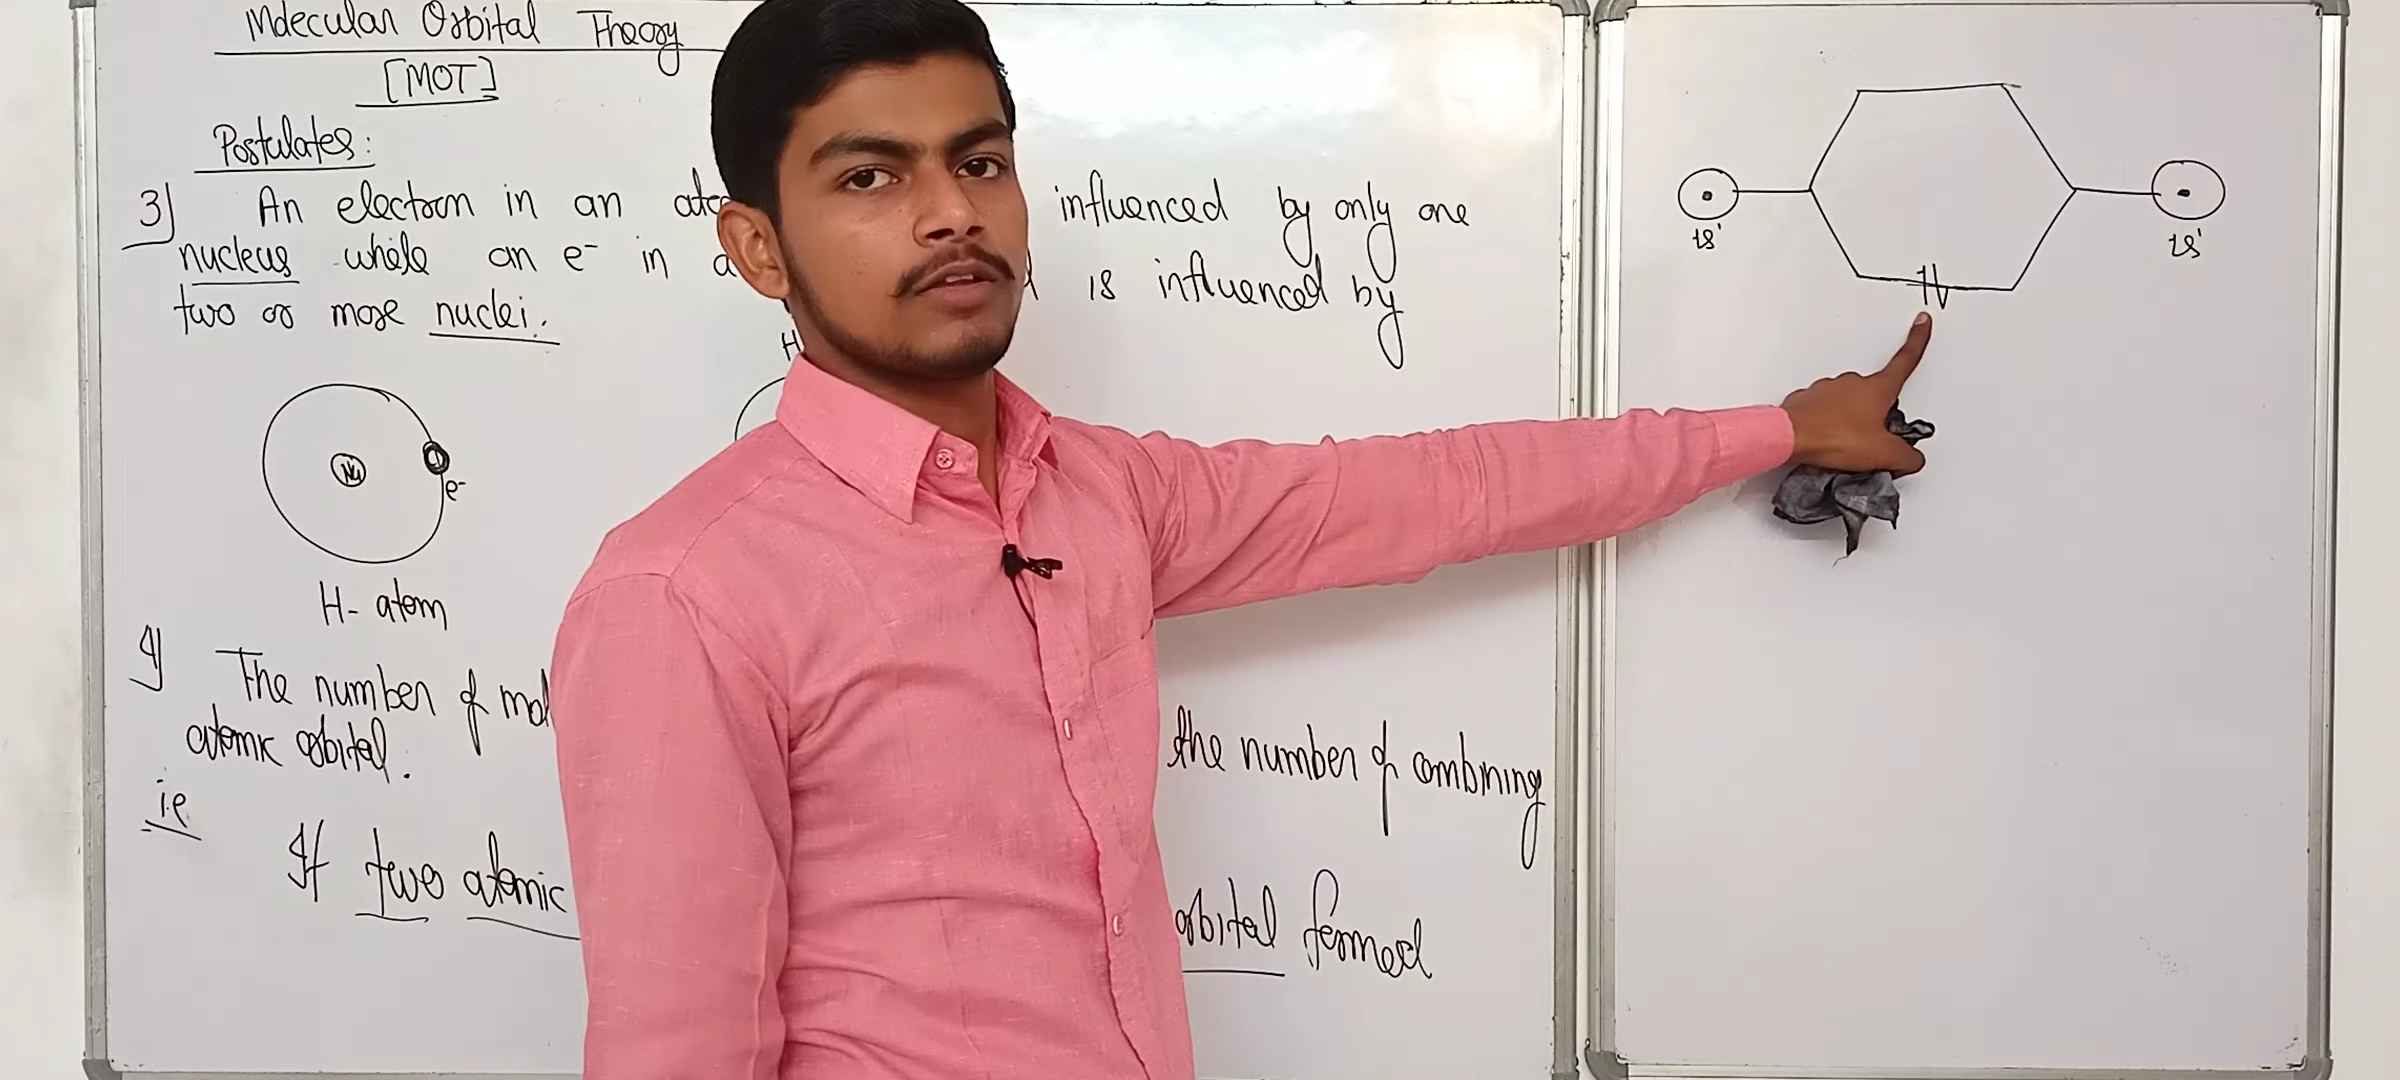 Molecular Orbital Theory
[MOT]
Postulates:
3] An electron in an influenced by only one
nucleus while an e- in a is influenced by
two or more nuclei.
H
Nu
e-
H- atom
4] The number of the number of combining
atomic orbital.
i.e
If two atomic orbital formed
1s'
1s'